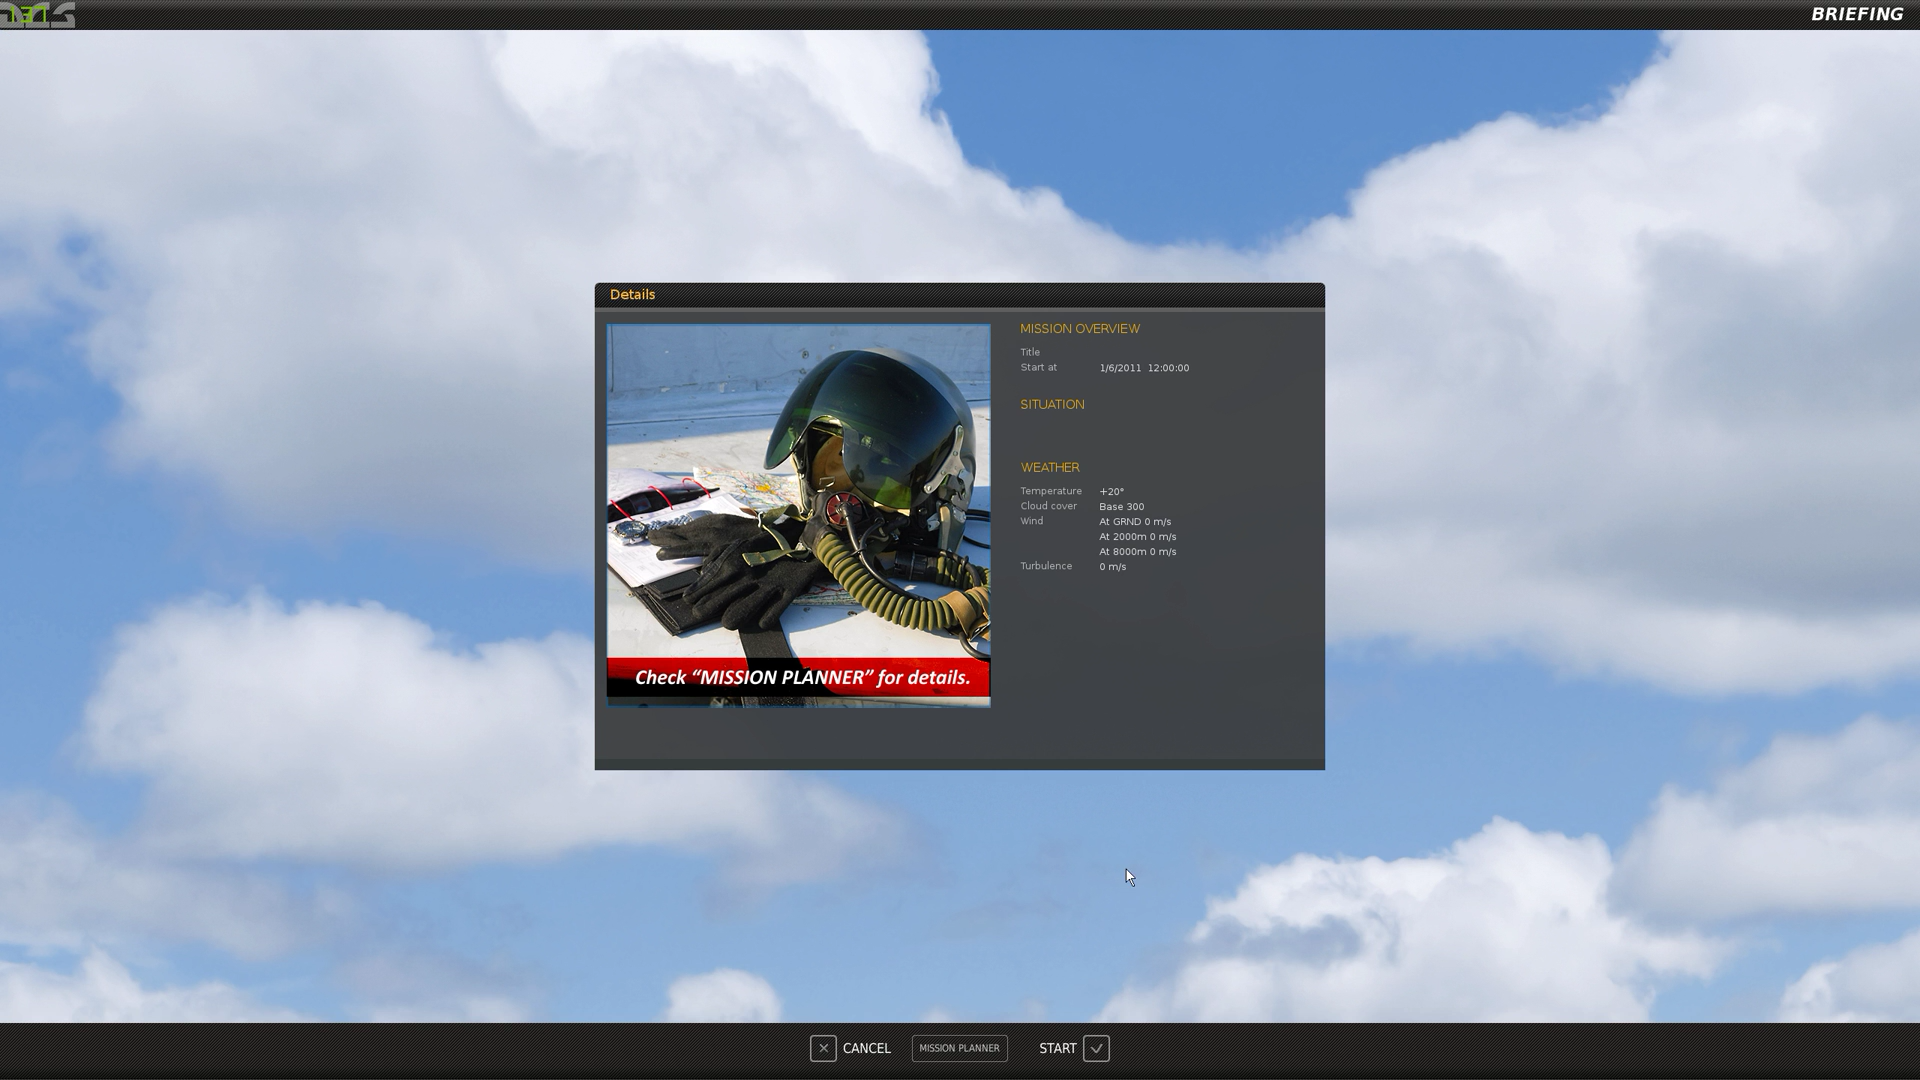 137
BRIEFING
Details
MISSION OVERVIEW
Title
Start at 1/6/2011 12:00:00
SITUATION
WEATHER
Temperature +20°
Cloud cover Base 300
Wind At GRND 0 m/s
At 2000m 0 m/s
At 8000m 0 m/s
Turbulence 0 m/s
Check “MISSION PLANNER” for details.
CANCEL
MISSION PLANNER
START